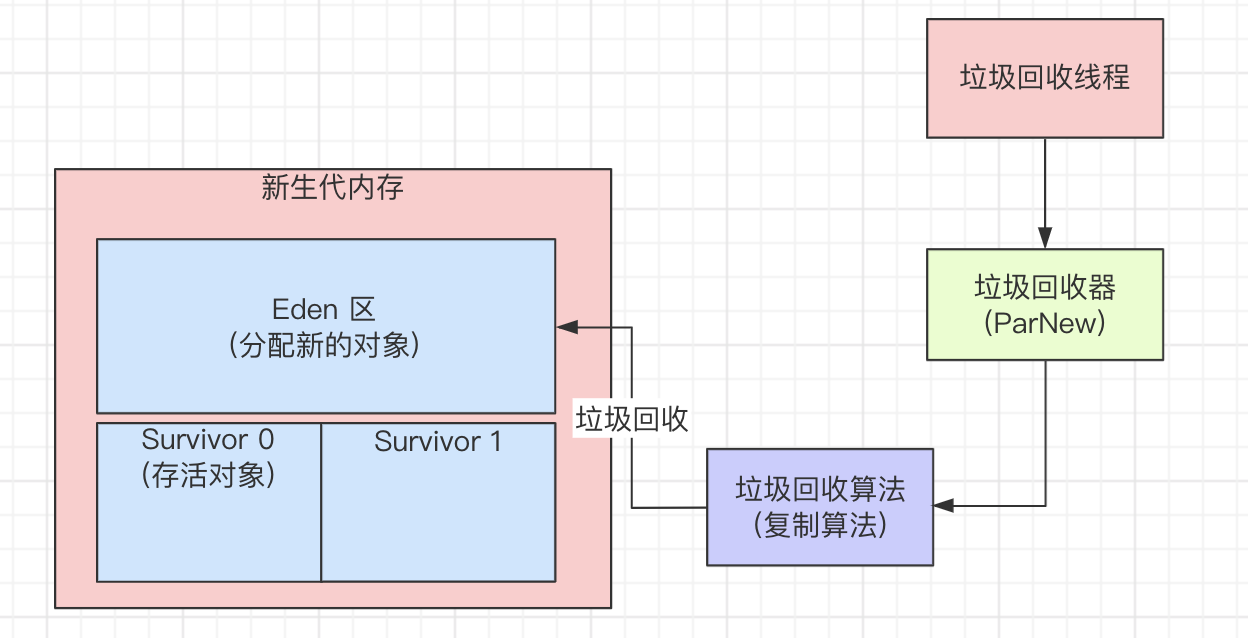 垃圾回收线程
新生代内存
垃圾回收器
(ParNew)
Eden 区
(分配新的对象)
垃圾回收
Survivor 0
(存活对象)
Survivor 1
垃圾回收算法
(复制算法)